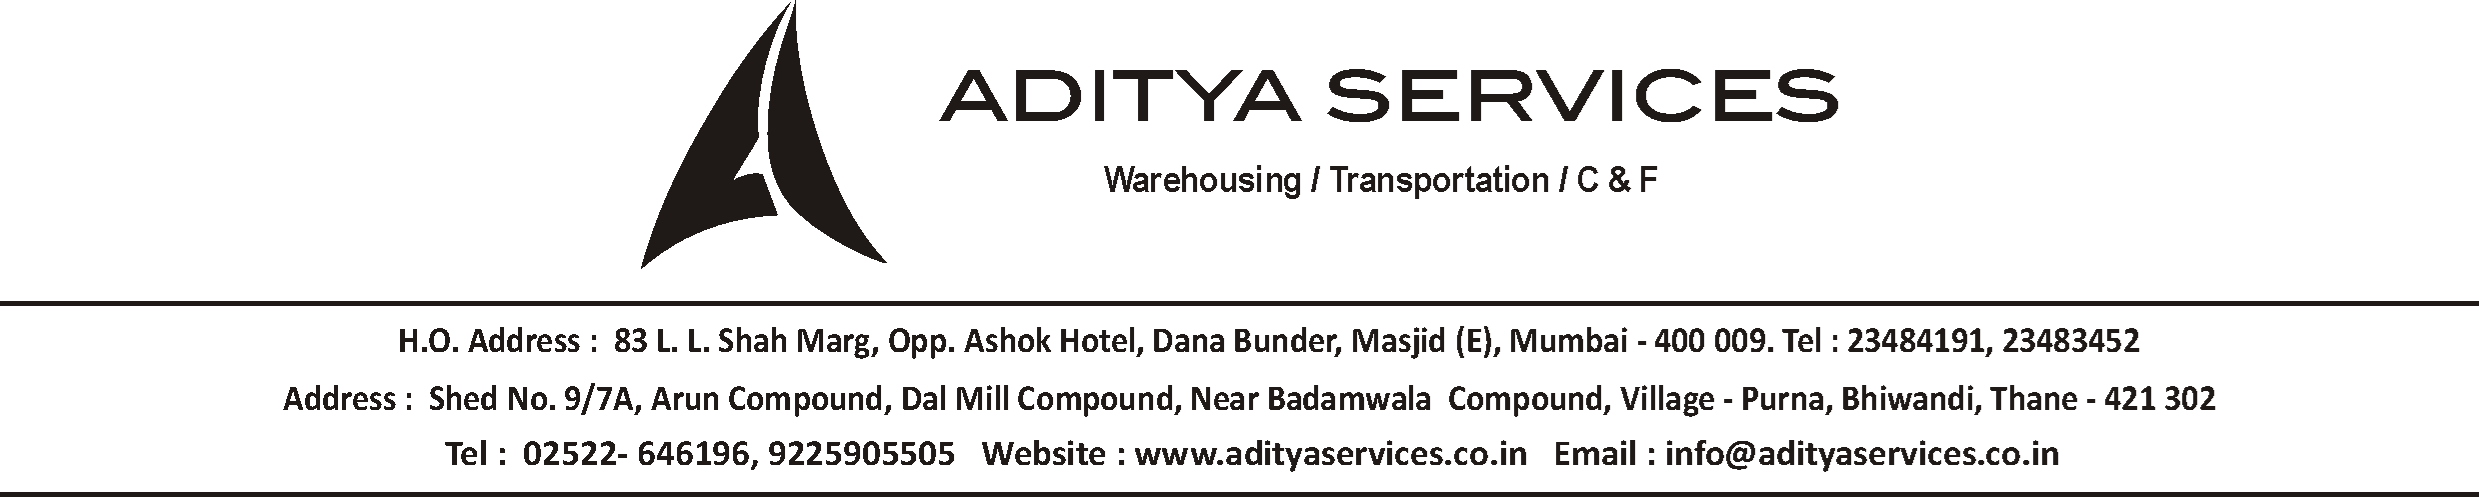 ADITYA SERVICES
Warehousing / Transportation / C & F
H.O. Address : 83 L. L. Shah Marg, Opp. Ashok Hotel, Dana Bunder, Masjid (E), Mumbai - 400 009. Tel : 23484191, 23483452
Address : Shed No. 9/7A, Arun Compound, Dal Mill Compound, Near Badamwala Compound, Village - Purna, Bhiwandi, Thane - 421 302
Tel : 02522- 646196, 9225905505 Website : www.adityaservices.co.in Email : info@adityaservices.co.in